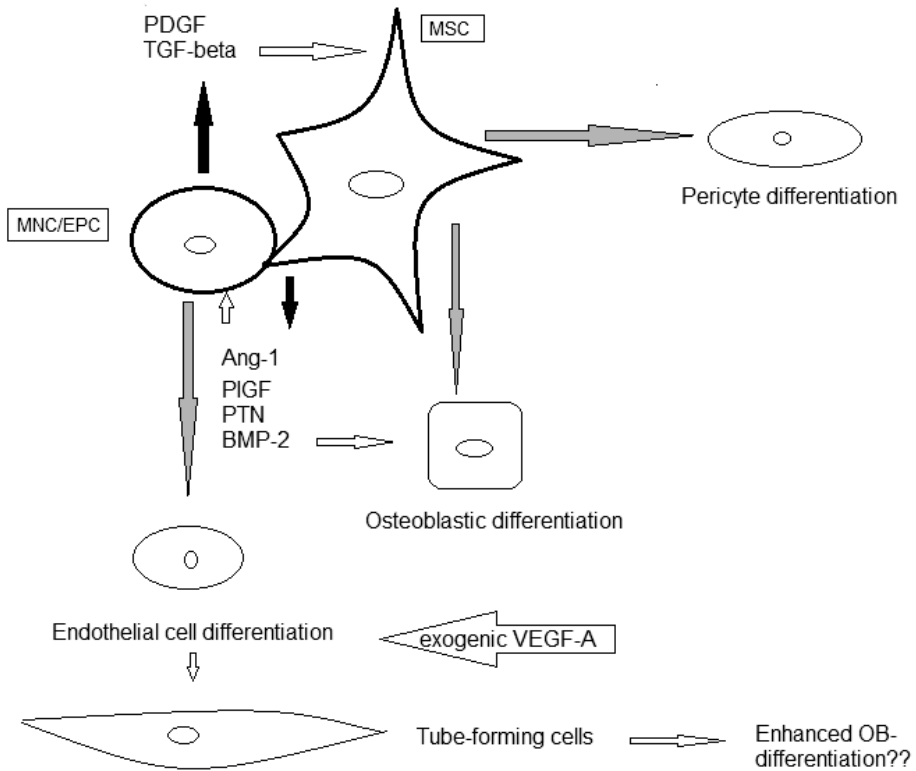 PDGF
TGF-beta
MSC
Pericyte differentiation
MNC/EPC
Ang-1
PlGF
PTN
BMP-2
Osteoblastic differentiation
Endothelial cell differentiation
exogenic VEGF-A
Tube-forming cells
Enhanced OB-
differentiation??